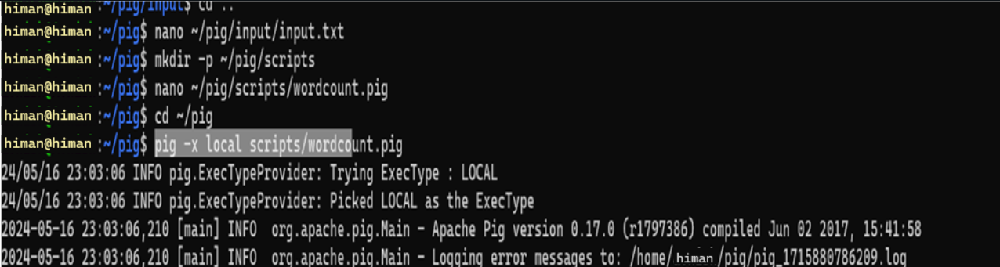 himan@himan:~/pig/input$ cd ..
himan@himan:~/pig$ nano ~/pig/input/input.txt
himan@himan:~/pig$ mkdir -p ~/pig/scripts
himan@himan:~/pig$ nano ~/pig/scripts/wordcount.pig
himan@himan:~/pig$ cd ~/pig
himan@himan:~/pig$ pig -x local scripts/wordcount.pig
24/05/16 23:03:06 INFO pig.ExecTypeProvider: Trying ExecType : LOCAL
24/05/16 23:03:06 INFO pig.ExecTypeProvider: Picked LOCAL as the ExecType
2024-05-16 23:03:06,210 [main] INFO  org.apache.pig.Main - Apache Pig version 0.17.0 (r1797386) compiled Jun 02 2017, 15:41:58
2024-05-16 23:03:06,210 [main] INFO  org.apache.pig.Main - Logging error messages to: /home/himan/pig/pig_1715880786209.log